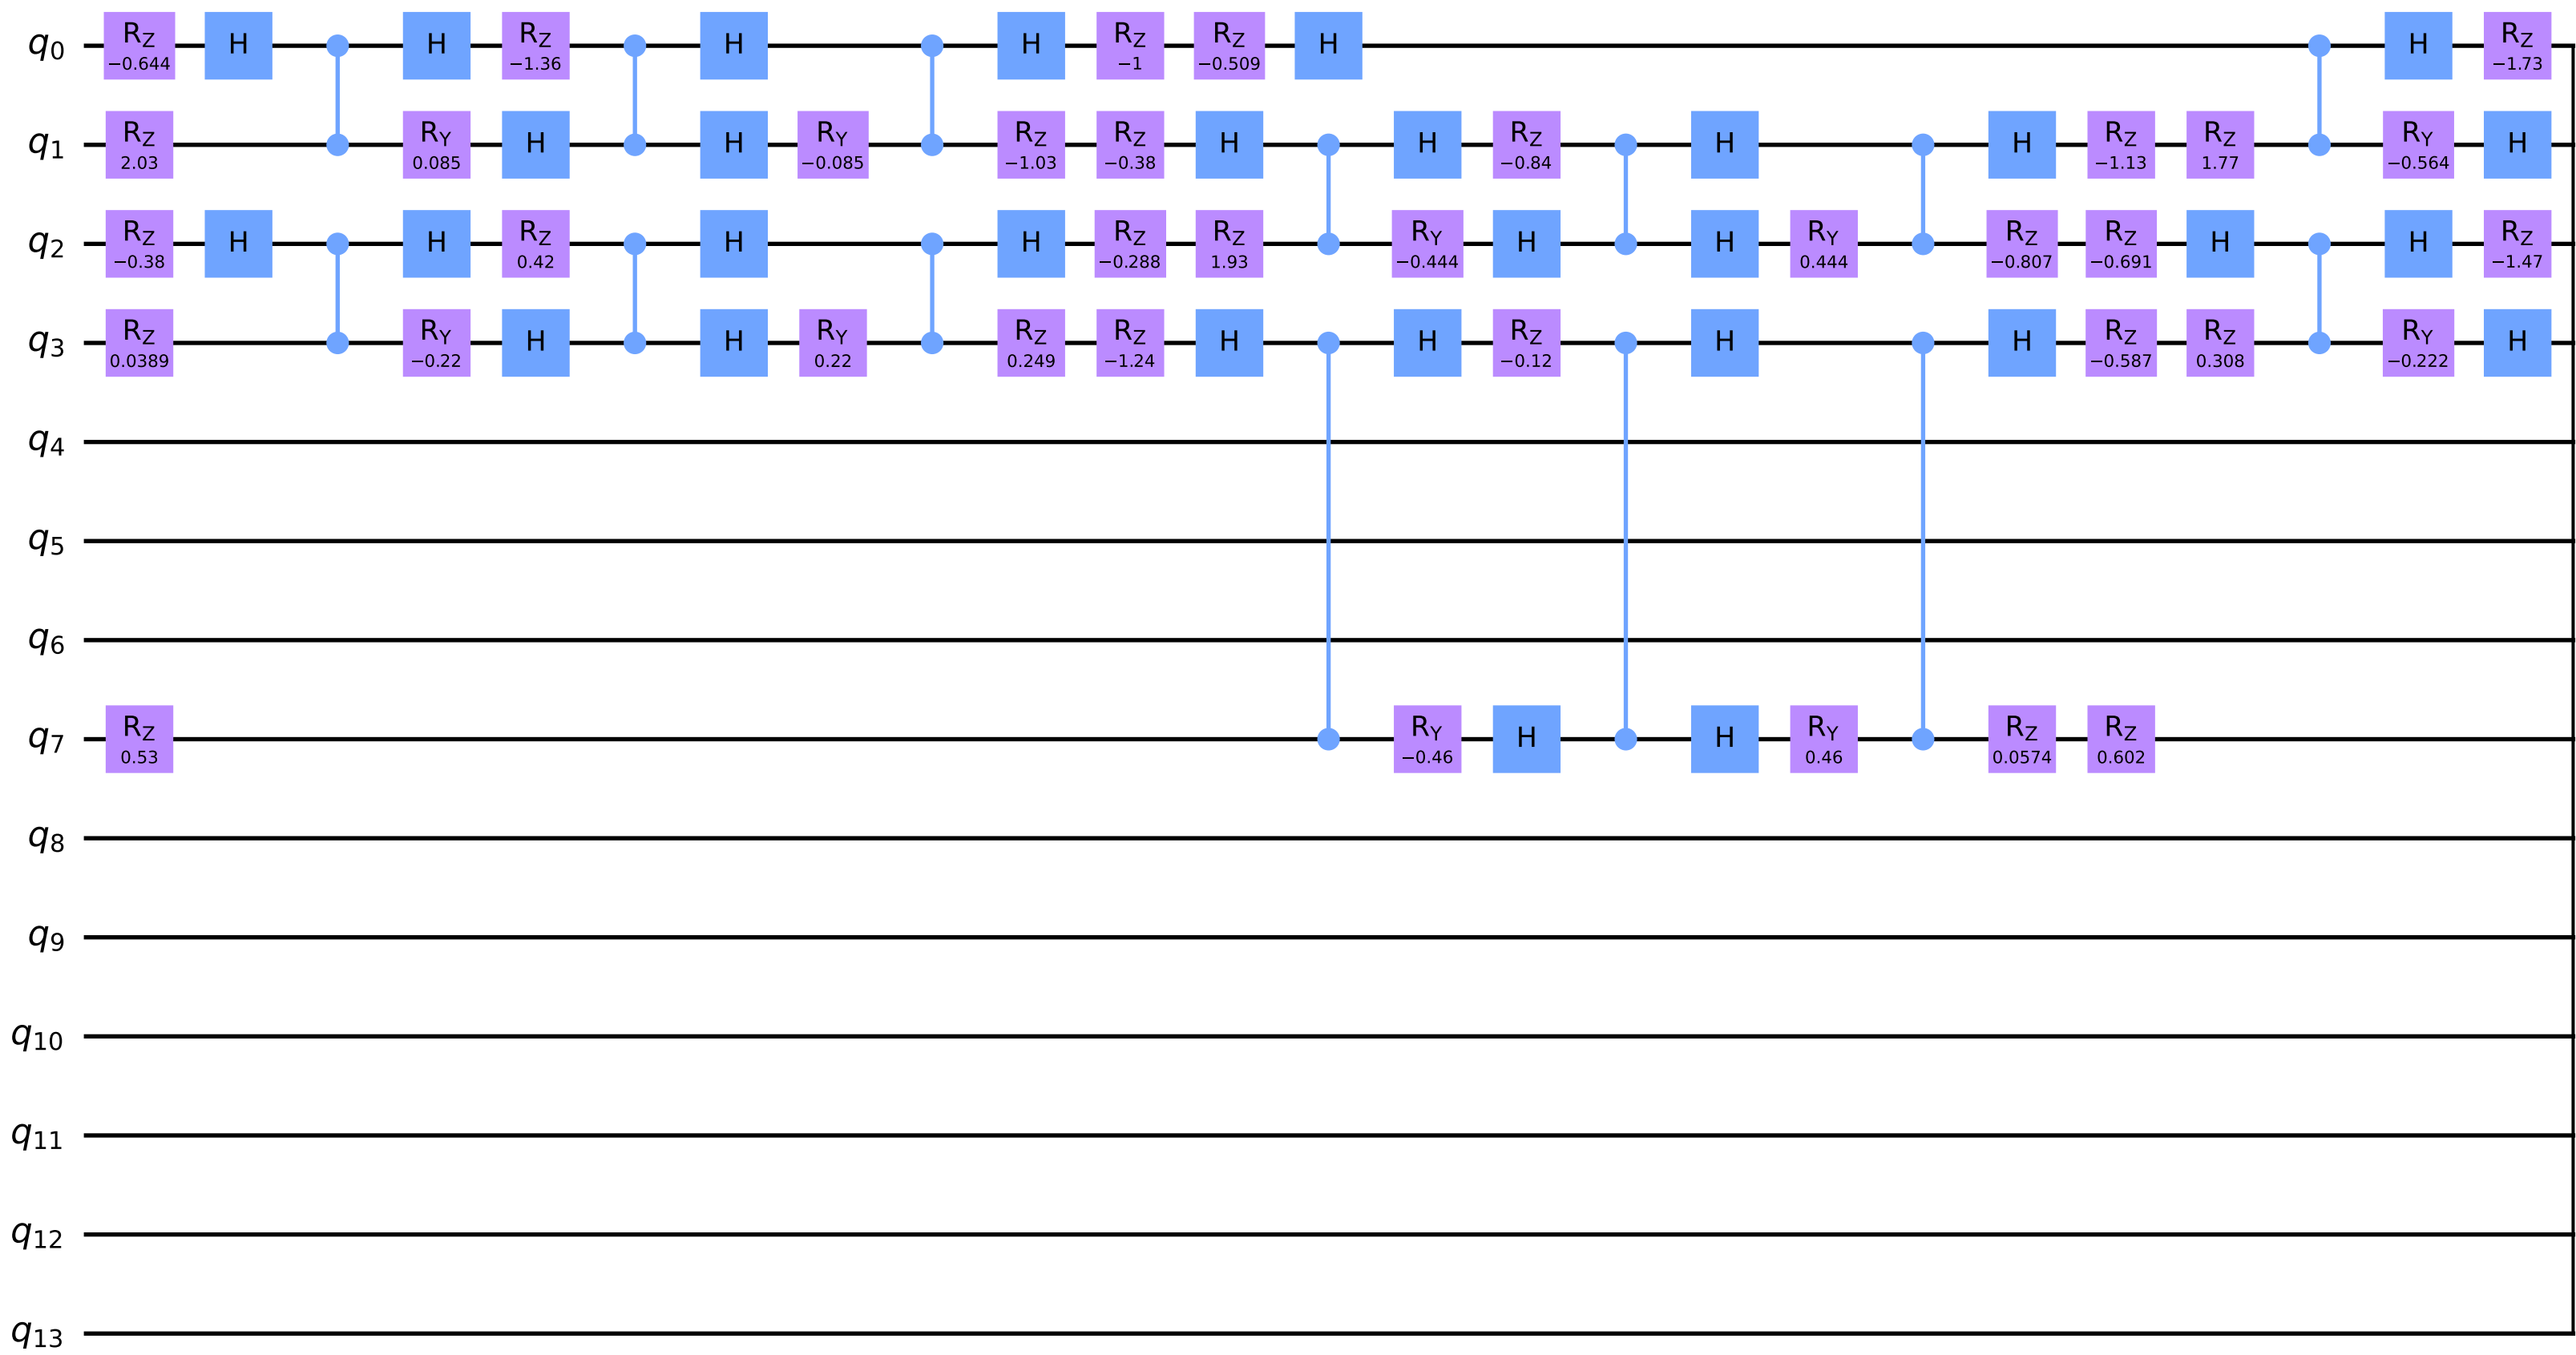 q0 RZ −0.644 H H RZ −1.36 H H RZ −1 RZ −0.509 H H RZ −1.73
q1 RZ 2.03 RY 0.085 H H RY −0.085 RZ −1.03 RZ −0.38 H H RZ −0.84 H H RZ −1.13 RZ 1.77 RY −0.564 H
q2 RZ −0.38 H H RZ 0.42 H H RZ −0.288 RZ 1.93 RY −0.444 H H RY 0.444 RZ −0.807 RZ −0.691 H H RZ −1.47
q3 RZ 0.0389 RY −0.22 H H RY 0.22 RZ 0.249 RZ −1.24 H H RZ −0.12 H H RZ −0.587 RZ 0.308 RY −0.222 H
q4
q5
q6
q7 RZ 0.53 RY −0.46 H H RY 0.46 RZ 0.0574 RZ 0.602
q8
q9
q10
q11
q12
q13